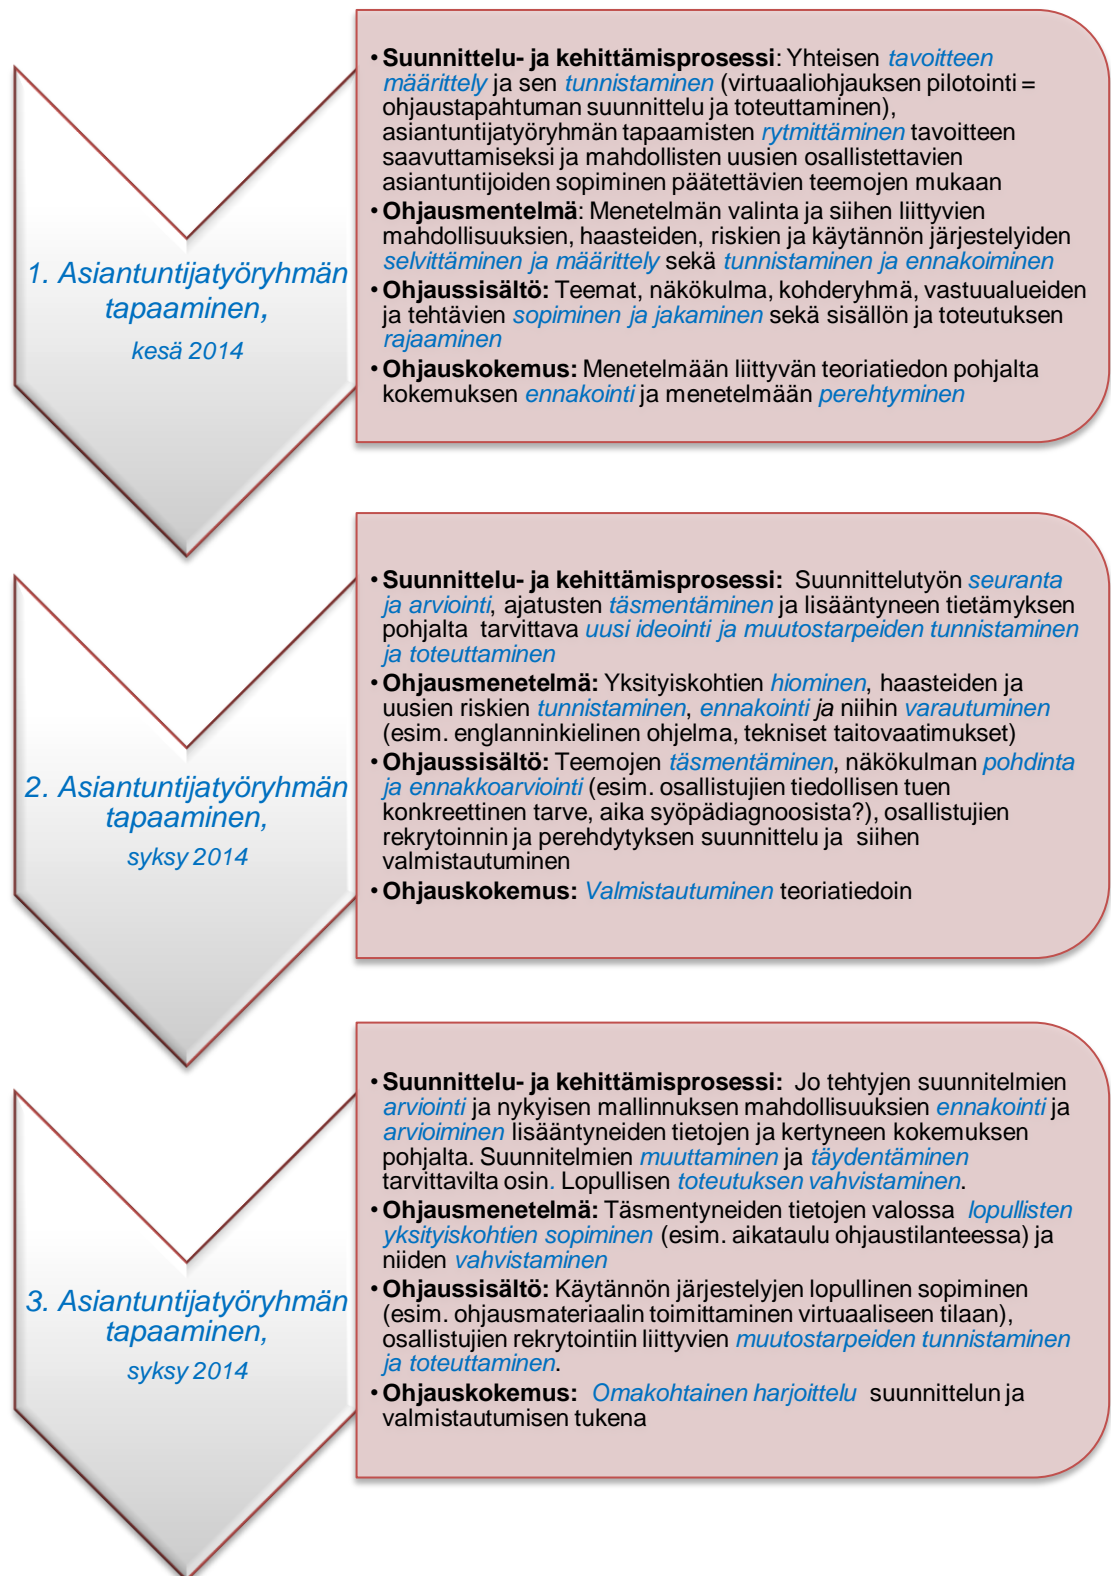 • Suunnittelu- ja kehittämisprosessi: Yhteisen tavoitteen
määrittely ja sen tunnistaminen (virtuaaliohjauksen pilotointi =
ohjaustapahtuman suunnittelu ja toteuttaminen),
asiantuntijatyöryhmän tapaamisten rytmittäminen tavoitteen
saavuttamiseksi ja mahdollisten uusien osallistettavien
asiantuntijoiden sopiminen päätettävien teemojen mukaan
• Ohjausmentelmä: Menetelmän valinta ja siihen liittyvien
mahdollisuuksien, haasteiden, riskien ja käytännön järjestelyiden
selvittäminen ja määrittely sekä tunnistaminen ja ennakoiminen
• Ohjaussisältö: Teemat, näkökulma, kohderyhmä, vastuualueiden
ja tehtävien sopiminen ja jakaminen sekä sisällön ja toteutuksen
rajaaminen
• Ohjauskokemus: Menetelmään liittyvän teoriatiedon pohjalta
kokemuksen ennakointi ja menetelmään perehtyminen
1. Asiantuntijatyöryhmän
tapaaminen,
kesä 2014
• Suunnittelu- ja kehittämisprosessi: Suunnittelutyön seuranta
ja arviointi, ajatusten täsmentäminen ja lisääntyneen tietämyksen
pohjalta tarvittava uusi ideointi ja muutostarpeiden tunnistaminen
ja toteuttaminen
• Ohjausmenetelmä: Yksityiskohtien hiominen, haasteiden ja
uusien riskien tunnistaminen, ennakointi ja niihin varautuminen
(esim. englanninkielinen ohjelma, tekniset taitovaatimukset)
• Ohjaussisältö: Teemojen täsmentäminen, näkökulman pohdinta
ja ennakkoarviointi (esim. osallistujien tiedollisen tuen
konkreettinen tarve, aika syöpädiagnoosista?), osallistujien
rekrytoinnin ja perehdytyksen suunnittelu ja siihen
valmistautuminen
• Ohjauskokemus: Valmistautuminen teoriatiedoin
2. Asiantuntijatyöryhmän
tapaaminen,
syksy 2014
• Suunnittelu- ja kehittämisprosessi: Jo tehtyjen suunnitelmien
arviointi ja nykyisen mallinnuksen mahdollisuuksien ennakointi ja
arvioiminen lisääntyneiden tietojen ja kertyneen kokemuksen
pohjalta. Suunnitelmien muuttaminen ja täydentäminen
tarvittavilta osin. Lopullisen toteutuksen vahvistaminen.
• Ohjausmenetelmä: Täsmentyneiden tietojen valossa lopullisten
yksityiskohtien sopiminen (esim. aikataulu ohjaustilanteessa) ja
niiden vahvistaminen
• Ohjaussisältö: Käytännön järjestelyjen lopullinen sopiminen
(esim. ohjausmateriaalin toimittaminen virtuaaliseen tilaan),
osallistujien rekrytointiin liittyvien muutostarpeiden tunnistaminen
ja toteuttaminen.
• Ohjauskokemus: Omakohtainen harjoittelu suunnittelun ja
valmistautumisen tukena
3. Asiantuntijatyöryhmän
tapaaminen,
syksy 2014